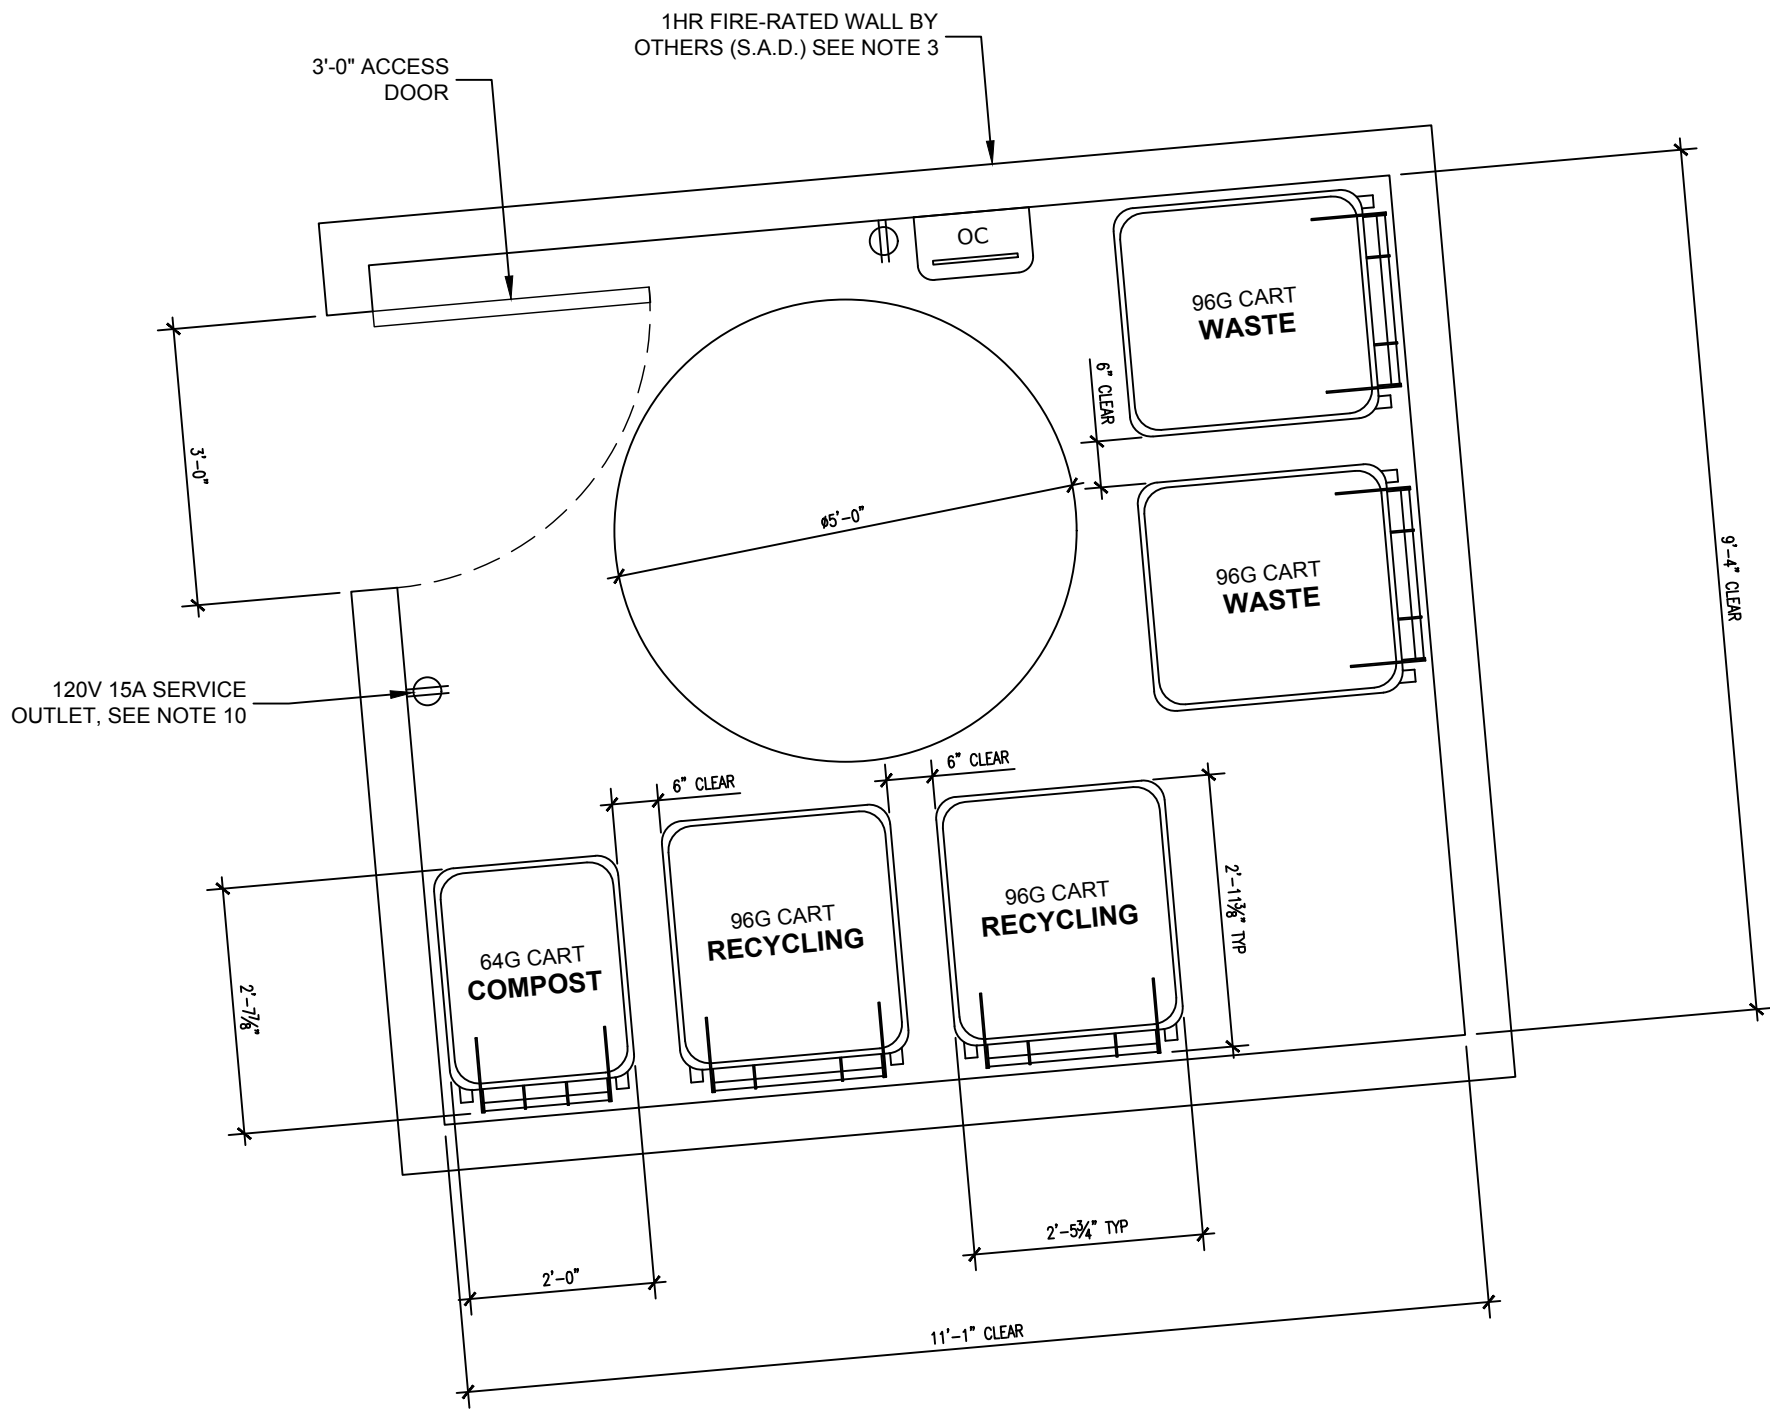 1HR FIRE-RATED WALL BY
OTHERS (S.A.D.) SEE NOTE 3
3'-0" ACCESS
DOOR
OC
96G CART
WASTE
6" CLEAR
3'-0"
ø5'-0"
96G CART
WASTE
9'-4" CLEAR
120V 15A SERVICE
OUTLET, SEE NOTE 10
6" CLEAR
6" CLEAR
64G CART
COMPOST
96G CART
RECYCLING
96G CART
RECYCLING
2'-11⅜" TYP
2'-7⅞"
2'-0"
2'-5¾" TYP
11'-1" CLEAR